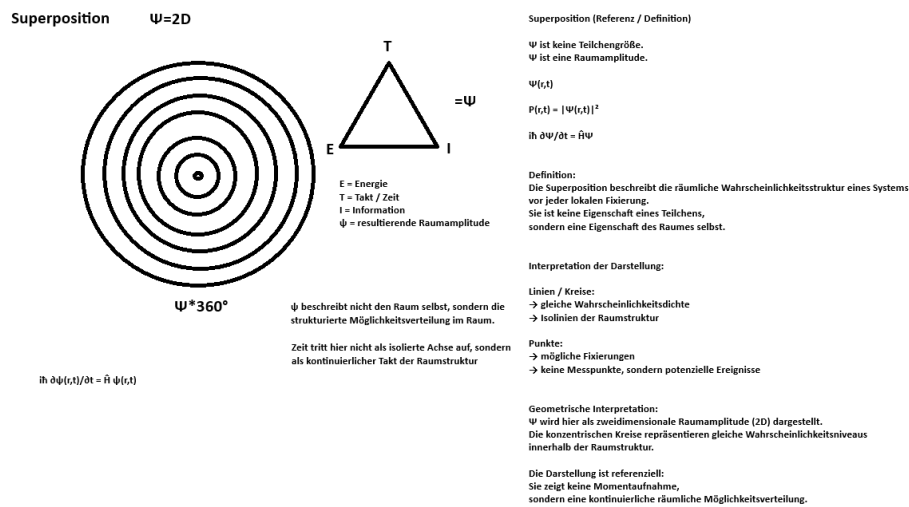 Superposition Ψ=2D
T
=Ψ
E I
E = Energie
T = Takt / Zeit
I = Information
ψ = resultierende Raumamplitude
Ψ*360°
ψ beschreibt nicht den Raum selbst, sondern die
strukturierte Möglichkeitsverteilung im Raum.
Zeit tritt hier nicht als isolierte Achse auf, sondern
als kontinuierlicher Takt der Raumstruktur
iħ ∂ψ(r,t)/∂t = Ĥ ψ(r,t)
Superposition (Referenz / Definition)
Ψ ist keine Teilchengröße.
Ψ ist eine Raumamplitude.
Ψ(r,t)
P(r,t) = |Ψ(r,t)|²
iħ ∂Ψ/∂t = ĤΨ
Definition:
Die Superposition beschreibt die räumliche Wahrscheinlichkeitsstruktur eines Systems
vor jeder lokalen Fixierung.
Sie ist keine Eigenschaft eines Teilchens,
sondern eine Eigenschaft des Raumes selbst.
Interpretation der Darstellung:
Linien / Kreise:
→ gleiche Wahrscheinlichkeitsdichte
→ Isolinien der Raumstruktur
Punkte:
→ mögliche Fixierungen
→ keine Messpunkte, sondern potenzielle Ereignisse
Geometrische Interpretation:
Ψ wird hier als zweidimensionale Raumamplitude (2D) dargestellt.
Die konzentrischen Kreise repräsentieren gleiche Wahrscheinlichkeitsniveaus
innerhalb der Raumstruktur.
Die Darstellung ist referenziell:
Sie zeigt keine Momentaufnahme,
sondern eine kontinuierliche räumliche Möglichkeitsverteilung.